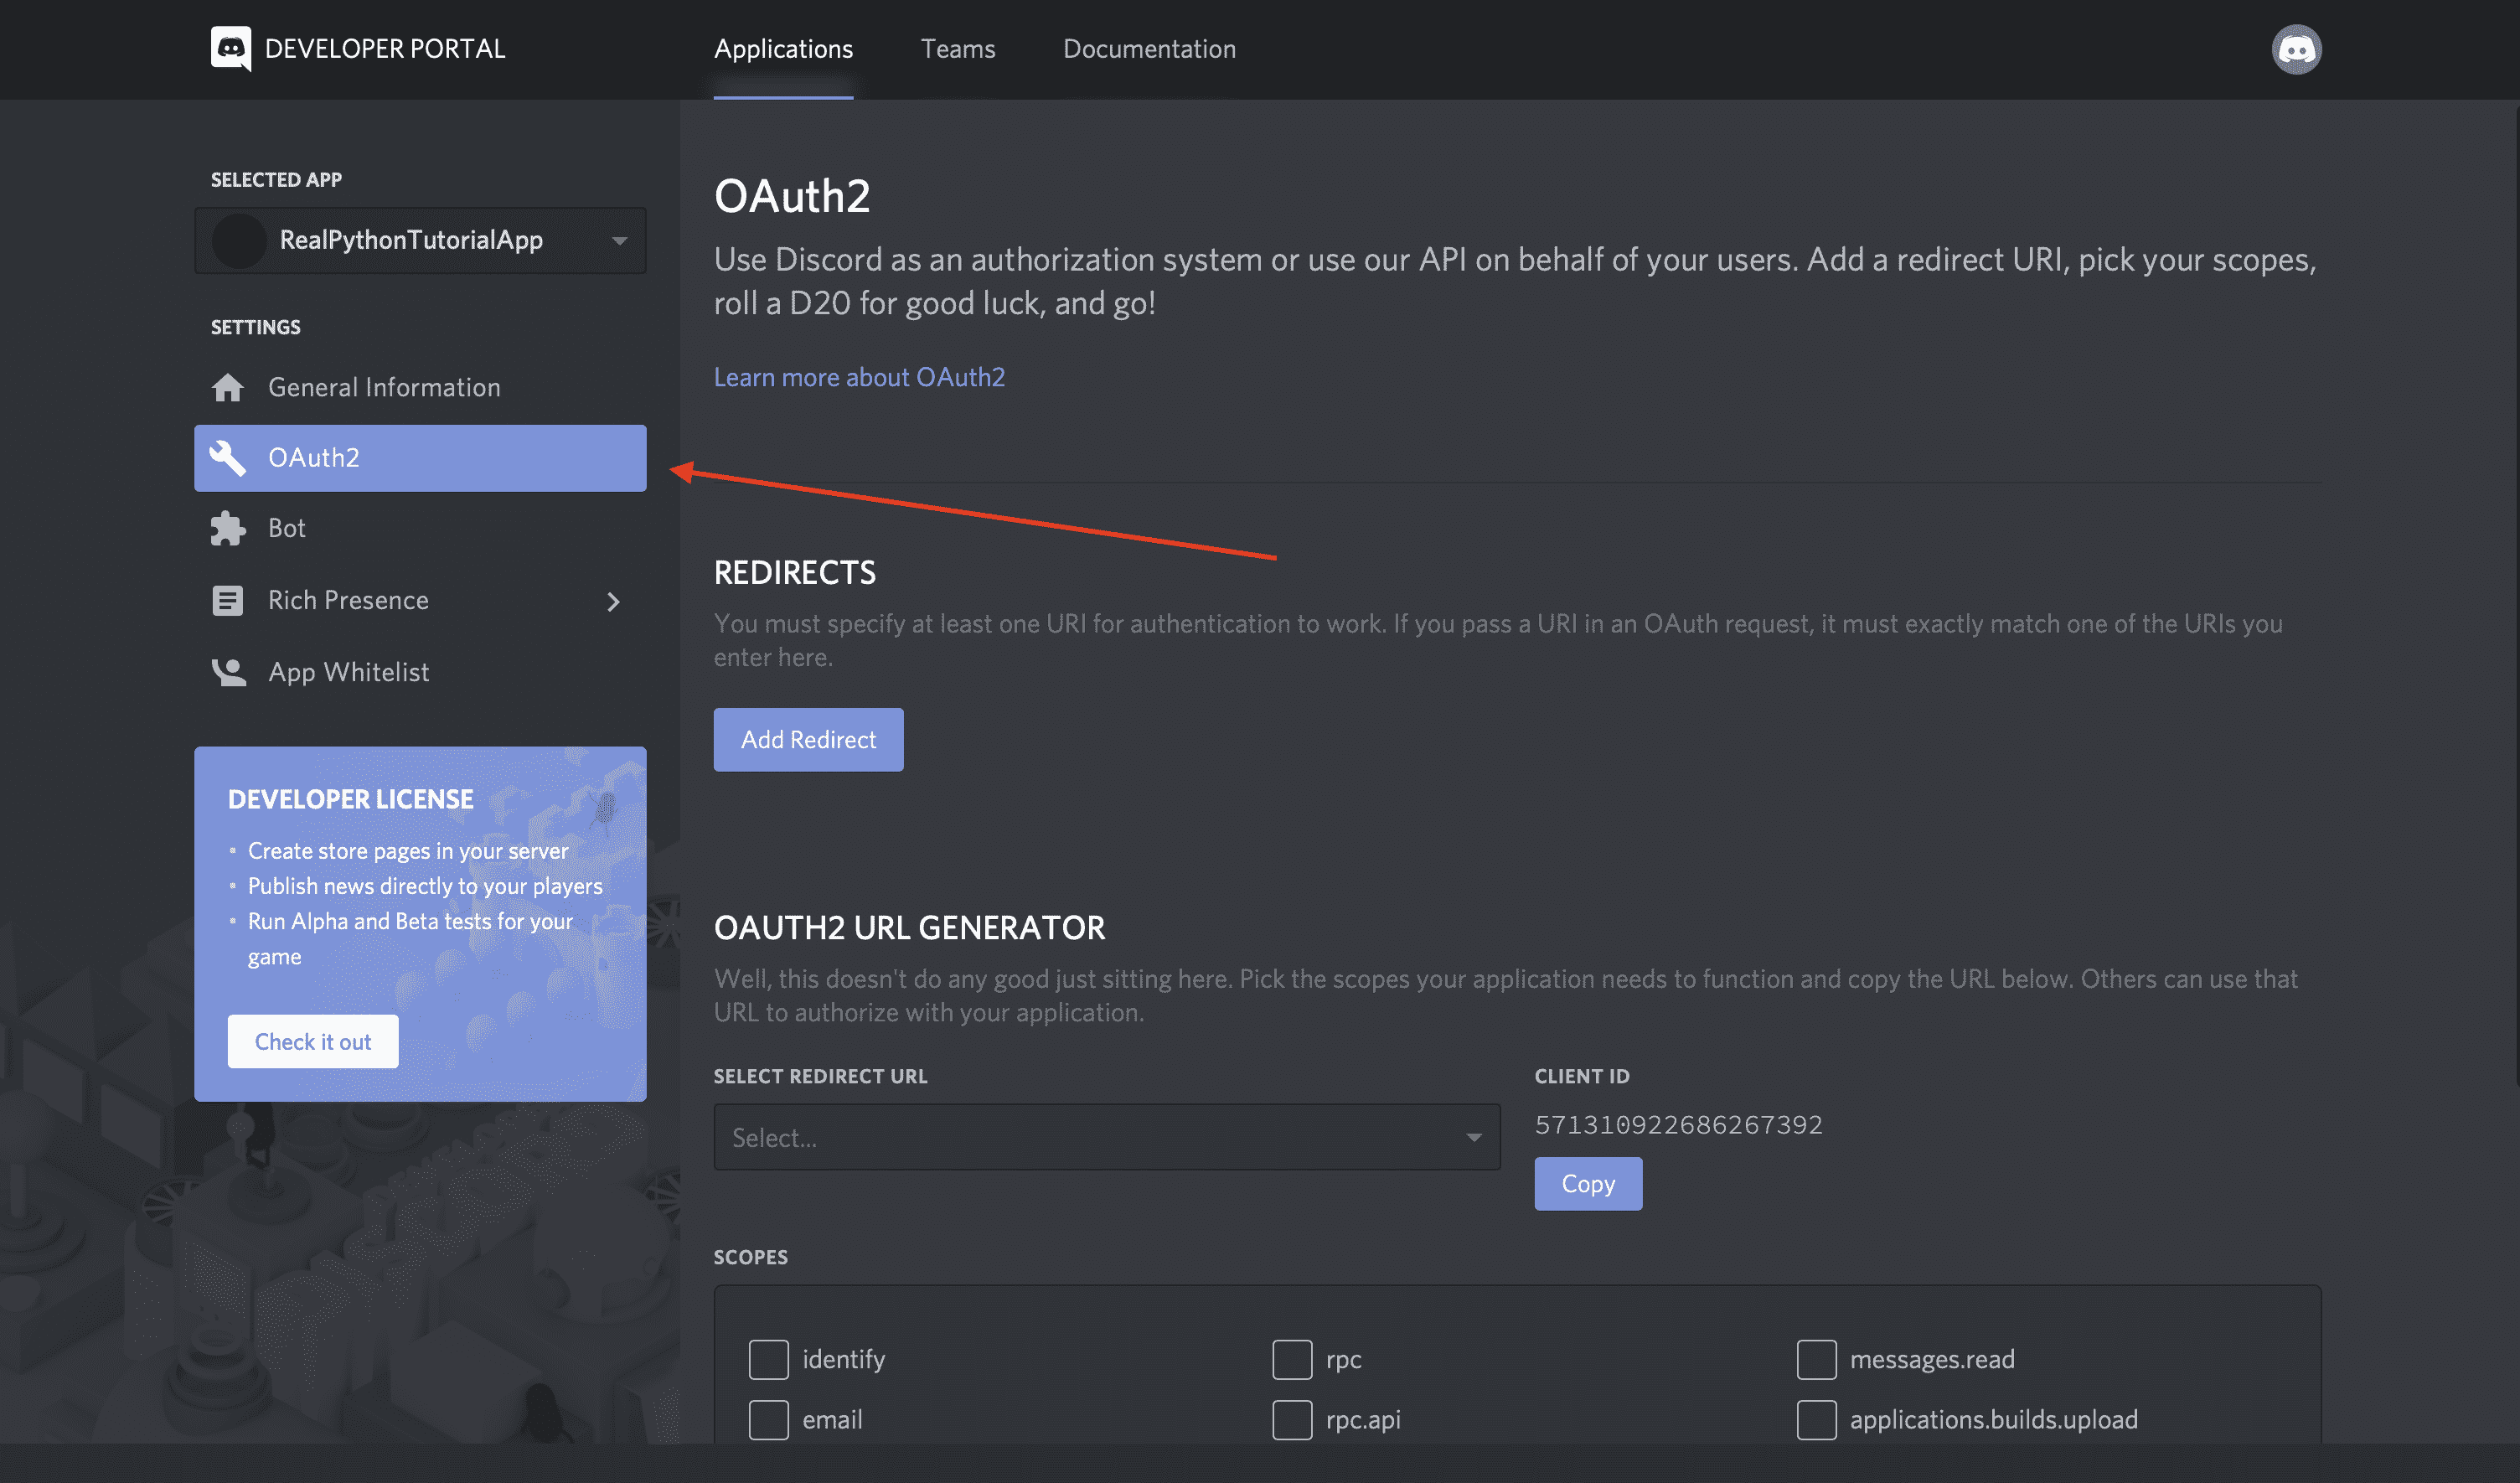 DEVELOPER PORTAL
Applications
Teams
Documentation
SELECTED APP
RealPythonTutorialApp
SETTINGS
General Information
OAuth2
Bot
Rich Presence
App Whitelist
DEVELOPER LICENSE
• Create store pages in your server
• Publish news directly to your players
• Run Alpha and Beta tests for your
game
Check it out
OAuth2
Use Discord as an authorization system or use our API on behalf of your users. Add a redirect URI, pick your scopes,
roll a D20 for good luck, and go!
Learn more about OAuth2
REDIRECTS
You must specify at least one URI for authentication to work. If you pass a URI in an OAuth request, it must exactly match one of the URIs you
enter here.
Add Redirect
OAUTH2 URL GENERATOR
Well, this doesn't do any good just sitting here. Pick the scopes your application needs to function and copy the URL below. Others can use that
URL to authorize with your application.
SELECT REDIRECT URL
Select...
CLIENT ID
571310922686267392
Copy
SCOPES
identify
rpc
messages.read
email
rpc.api
applications.builds.upload